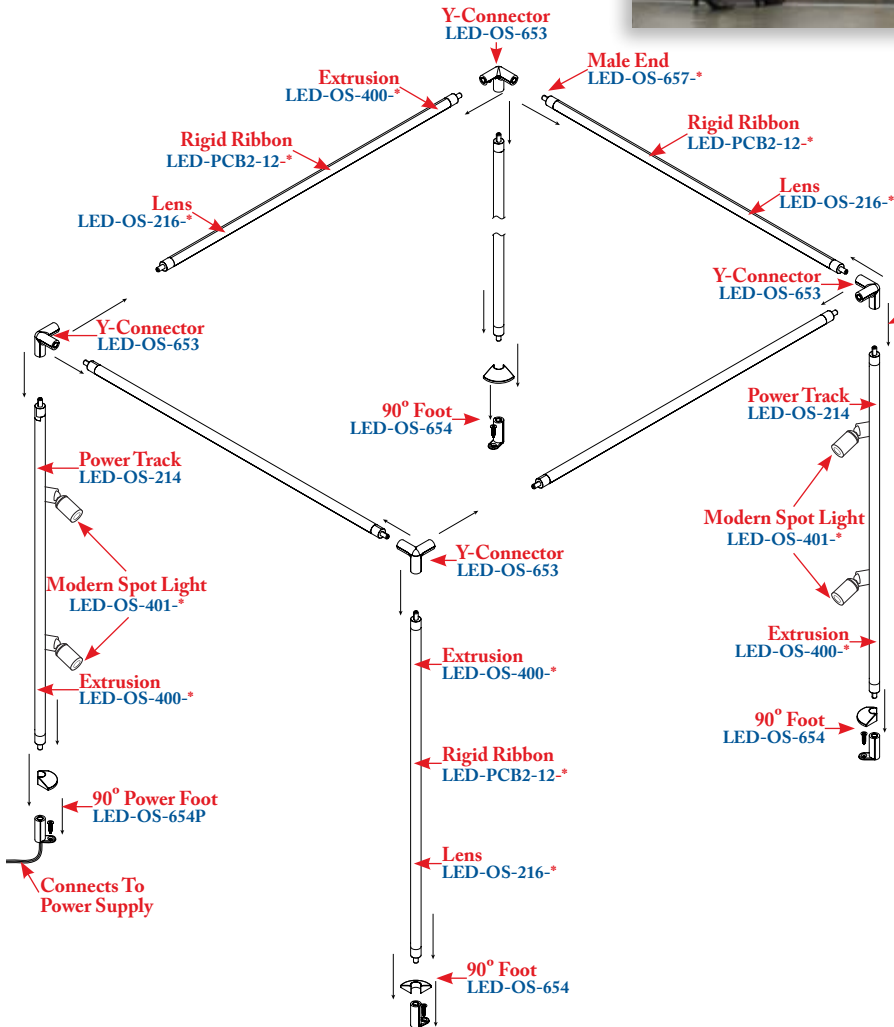 Y-Connector
LED-OS-653
Extrusion
LED-OS-400-*
Male End
LED-OS-657-*
Rigid Ribbon
LED-PCB2-12-*
Rigid Ribbon
LED-PCB2-12-*
Lens
LED-OS-216-*
Lens
LED-OS-216-*
Y-Connector
LED-OS-653
Y-Connector
LED-OS-653
90° Foot
LED-OS-654
Power Track
LED-OS-214
Power Track
LED-OS-214
Modern Spot Light
LED-OS-401-*
Y-Connector
LED-OS-653
Modern Spot Light
LED-OS-401-*
Extrusion
LED-OS-400-*
Extrusion
LED-OS-400-*
Extrusion
LED-OS-400-*
90° Foot
LED-OS-654
Rigid Ribbon
LED-PCB2-12-*
90° Power Foot
LED-OS-654P
Lens
LED-OS-216-*
Connects To
Power Supply
90° Foot
LED-OS-654